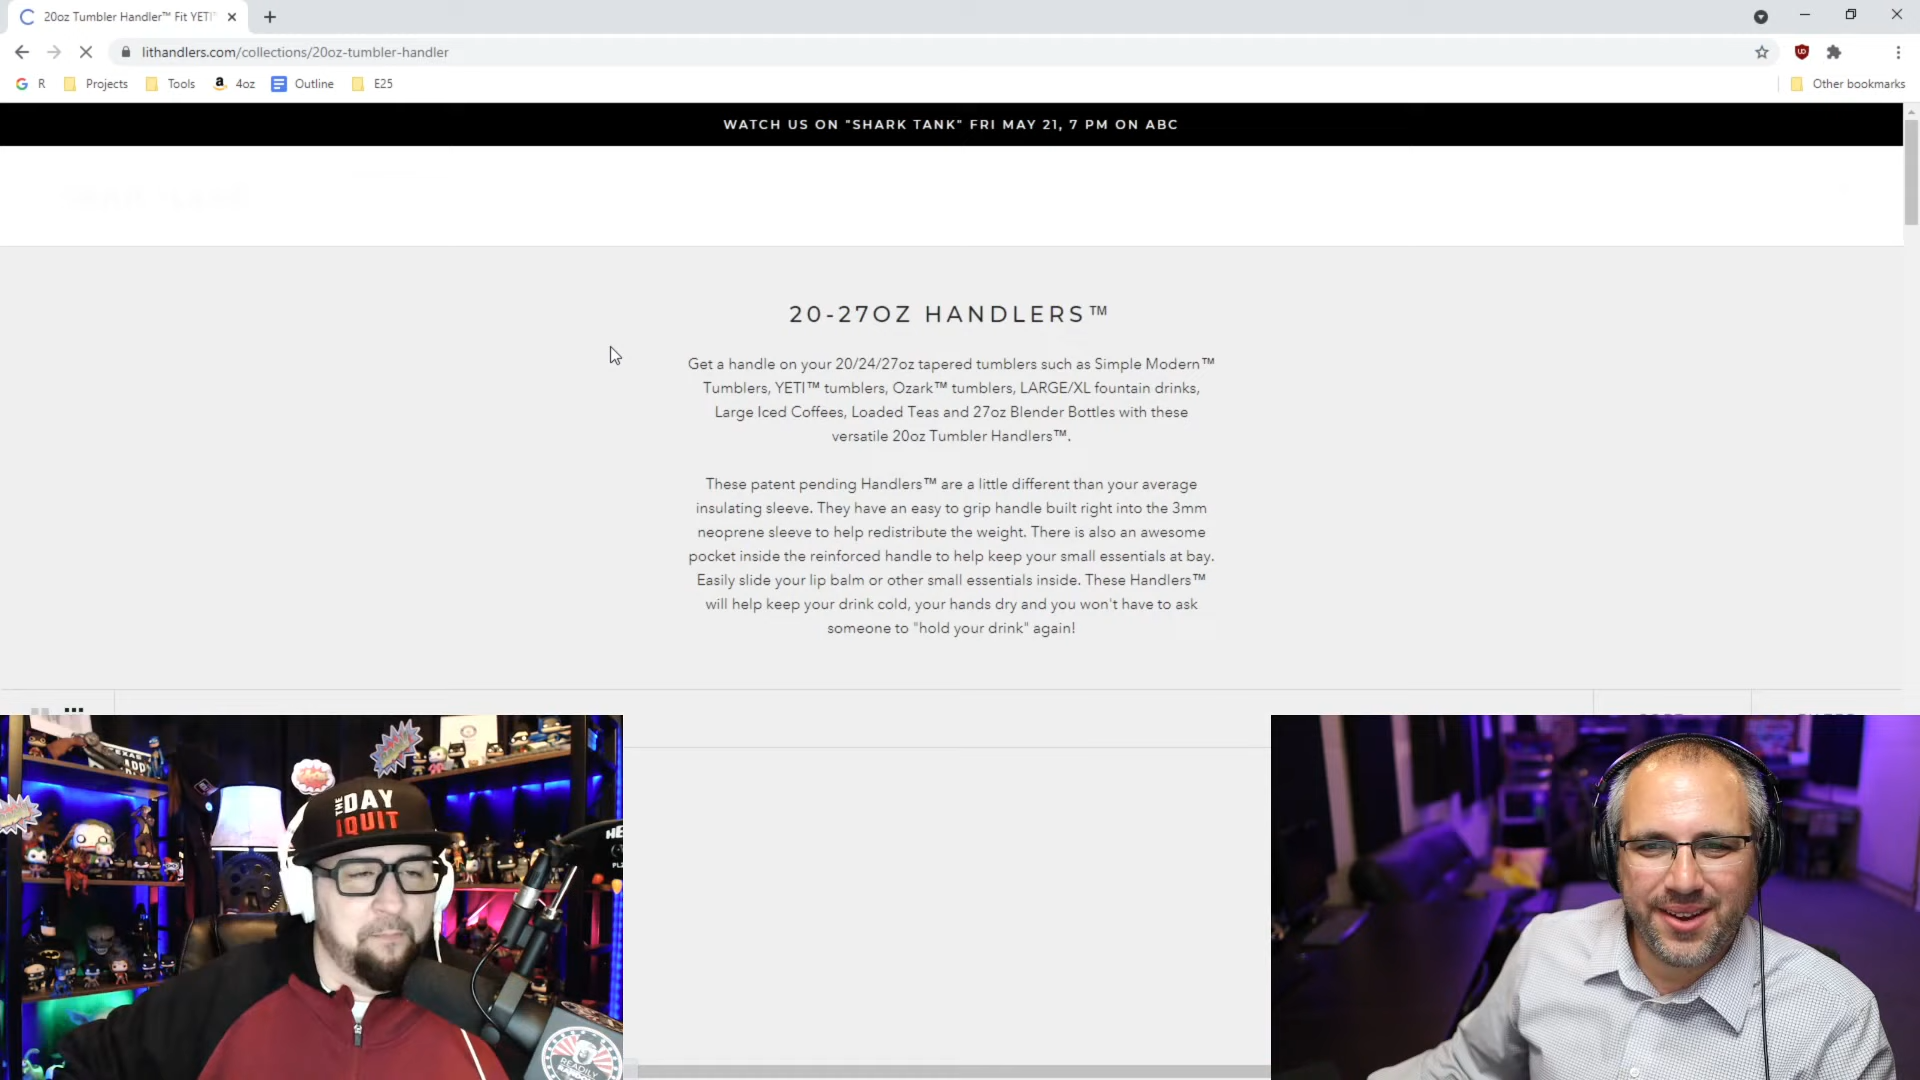 20oz Tumbler Handler™ Fit YETI
lithandlers.com/collections/20oz-tumbler-handler
R Projects Tools 4oz Outline E25 Other bookmarks
WATCH US ON "SHARK TANK" FRI MAY 21, 7 PM ON ABC
20-27OZ HANDLERS™
Get a handle on your 20/24/27oz tapered tumblers such as Simple Modern™
Tumblers, YETI™ tumblers, Ozark™ tumblers, LARGE/XL fountain drinks,
Large Iced Coffees, Loaded Teas and 27oz Blender Bottles with these
versatile 20oz Tumbler Handlers™.
These patent pending Handlers™ are a little different than your average
insulating sleeve. They have an easy to grip handle built right into the 3mm
neoprene sleeve to help redistribute the weight. There is also an awesome
pocket inside the reinforced handle to help keep your small essentials at bay.
Easily slide your lip balm or other small essentials inside. These Handlers™
will help keep your drink cold, your hands dry and you won't have to ask
someone to "hold your drink" again!
THE DAY
I QUIT
READILY